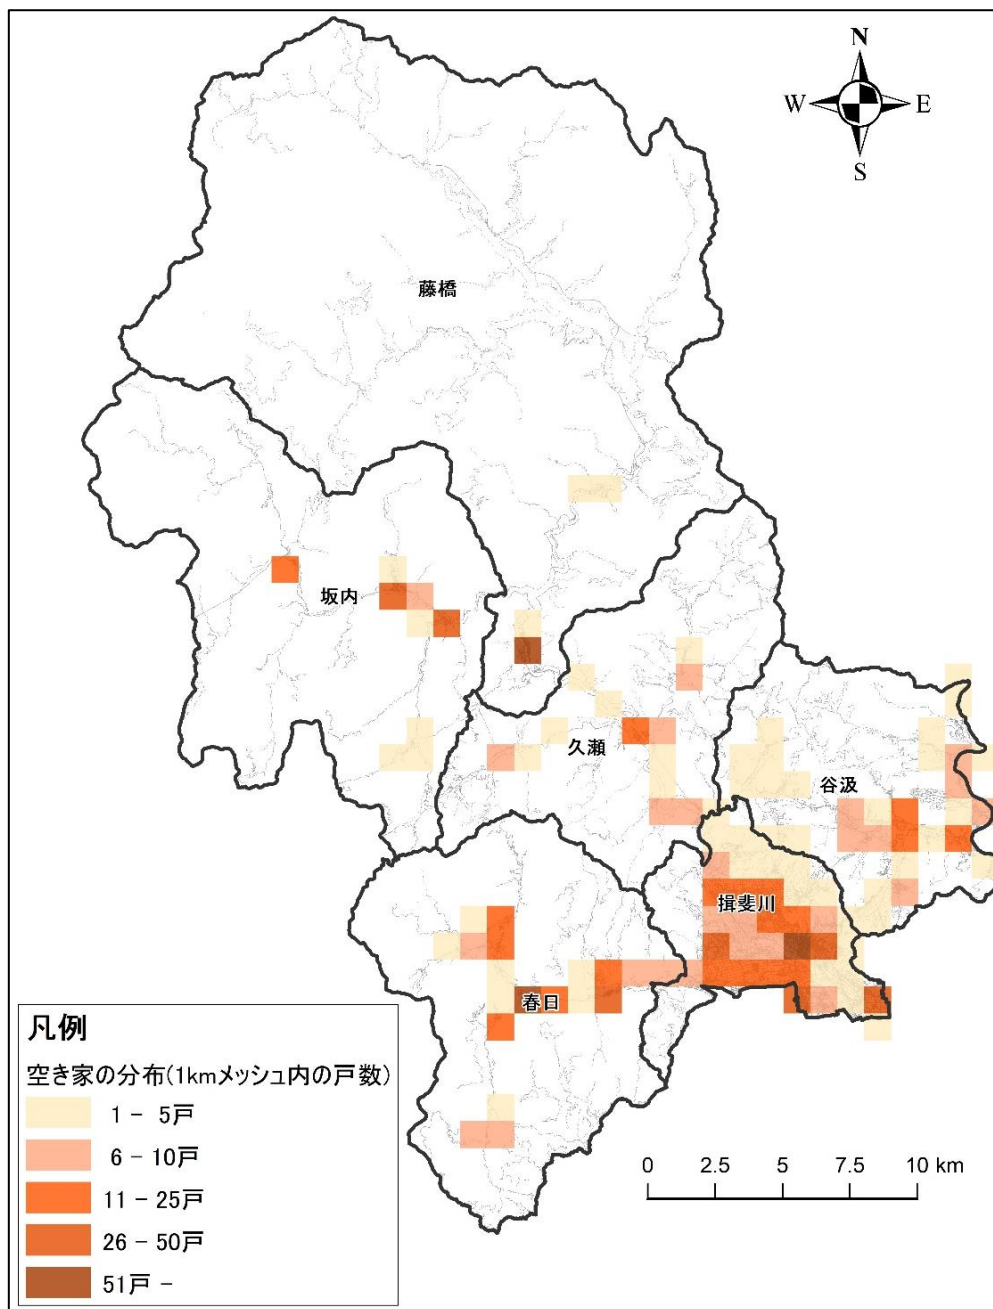 N
W E
S
藤橋
坂内
久瀬
谷汲
揖斐川
春日
凡例
空き家の分布(1kmメッシュ内の戸数)
1 - 5戸
6 - 10戸
11 - 25戸
26 - 50戸
51戸 -
0 2.5 5 7.5 10 km